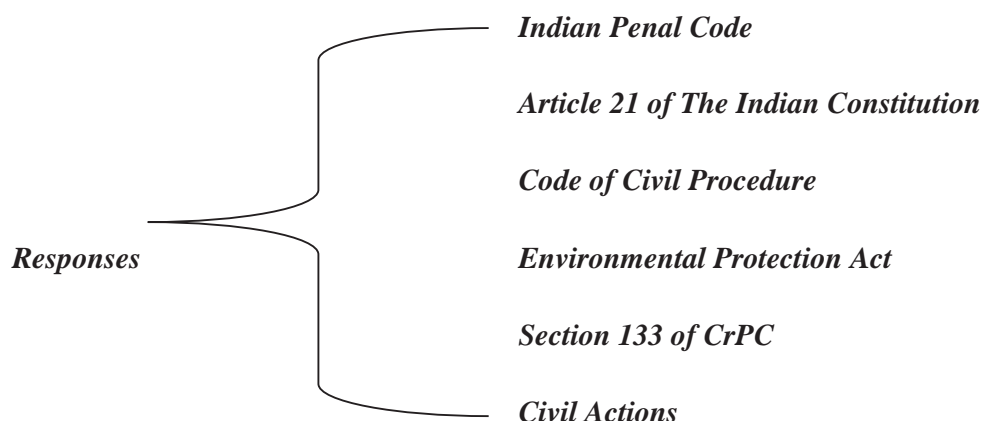 Indian Penal Code
Article 21 of The Indian Constitution
Code of Civil Procedure
Responses
Environmental Protection Act
Section 133 of CrPC
Civil Actions